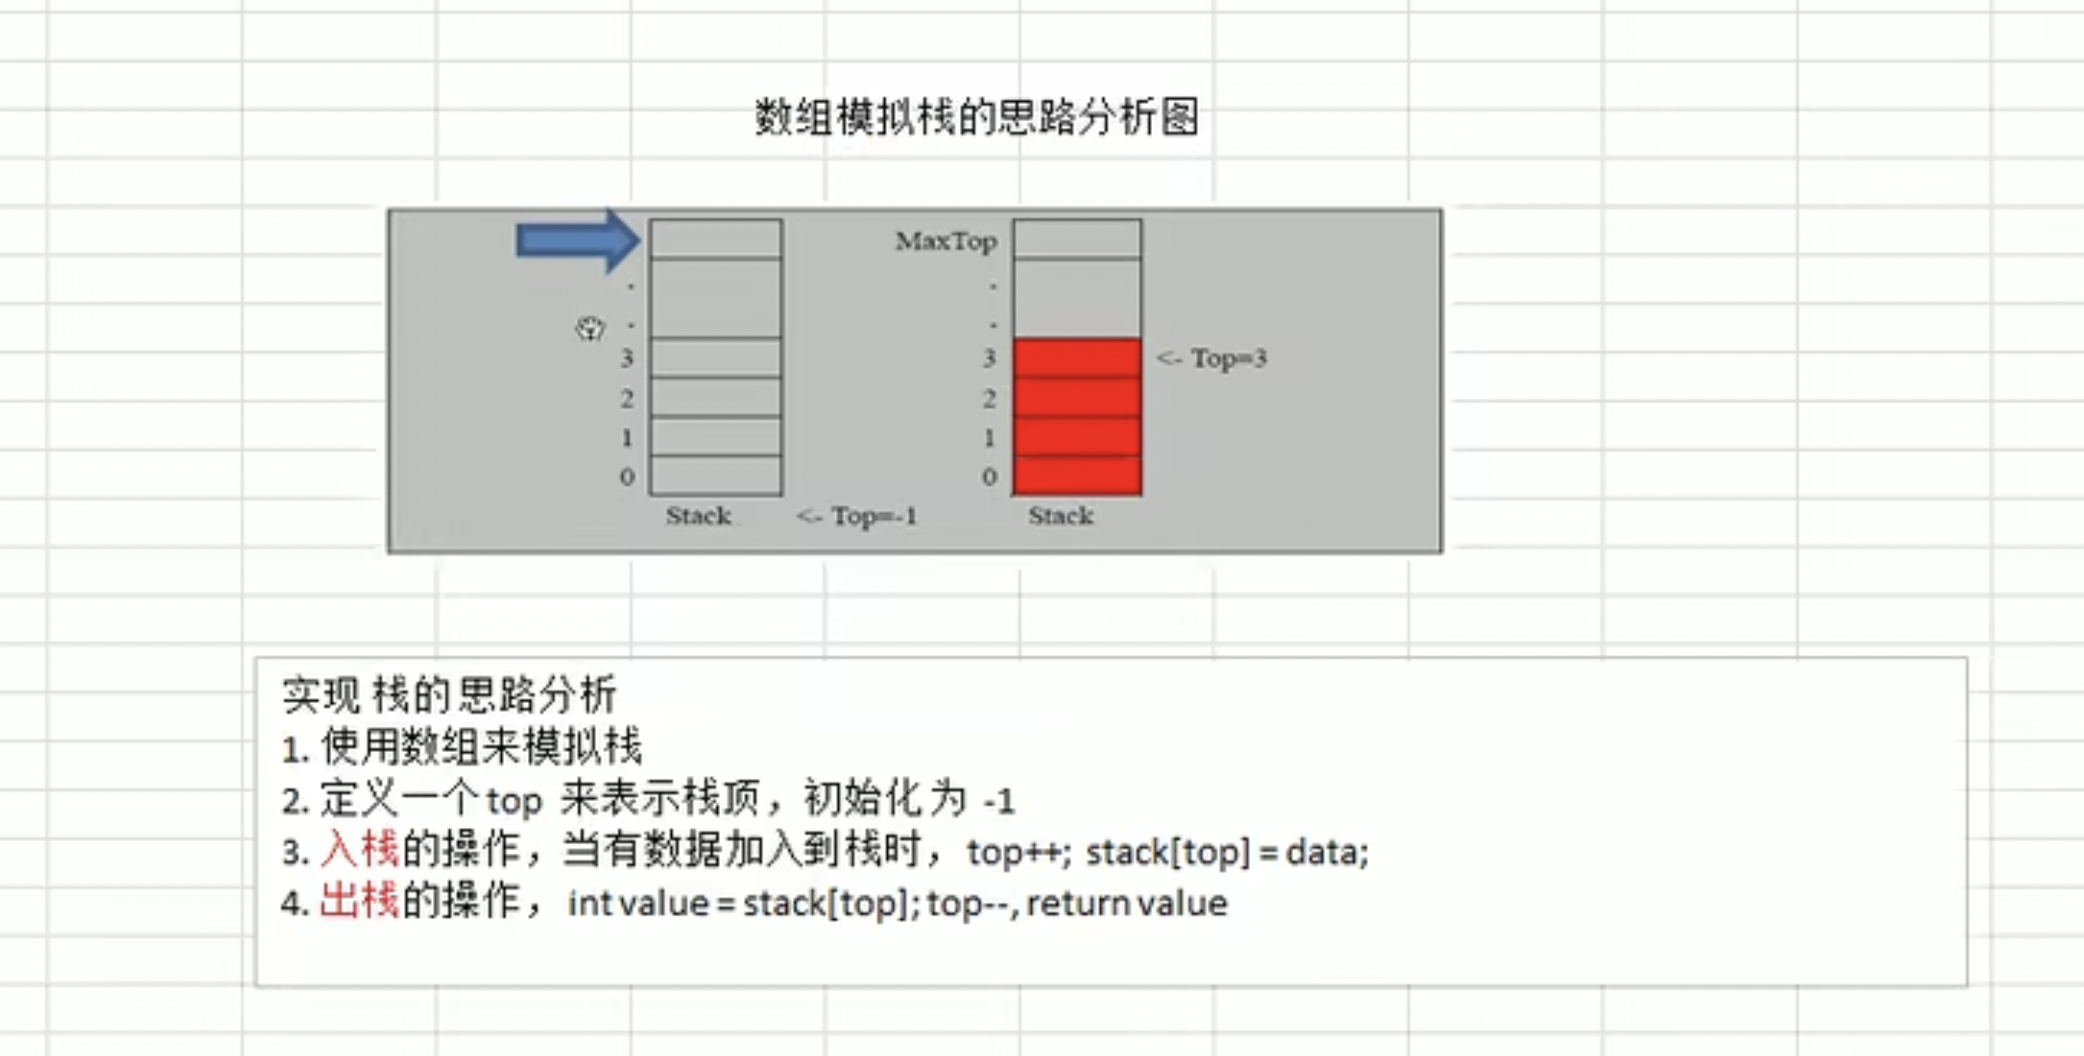 数组模拟栈的思路分析图
MaxTop
.
.
.
.
3
3
<- Top=3
2
2
1
1
0
0
Stack
<- Top=-1
Stack
实现 栈的 思路分析
1. 使用数组来模拟栈
2. 定义一个 top 来表示栈顶，初始化 为 -1
3. 入栈的操作，当有数据加入到栈时，top++; stack[top] = data;
4. 出栈的操作， int value = stack[top]; top--, return value